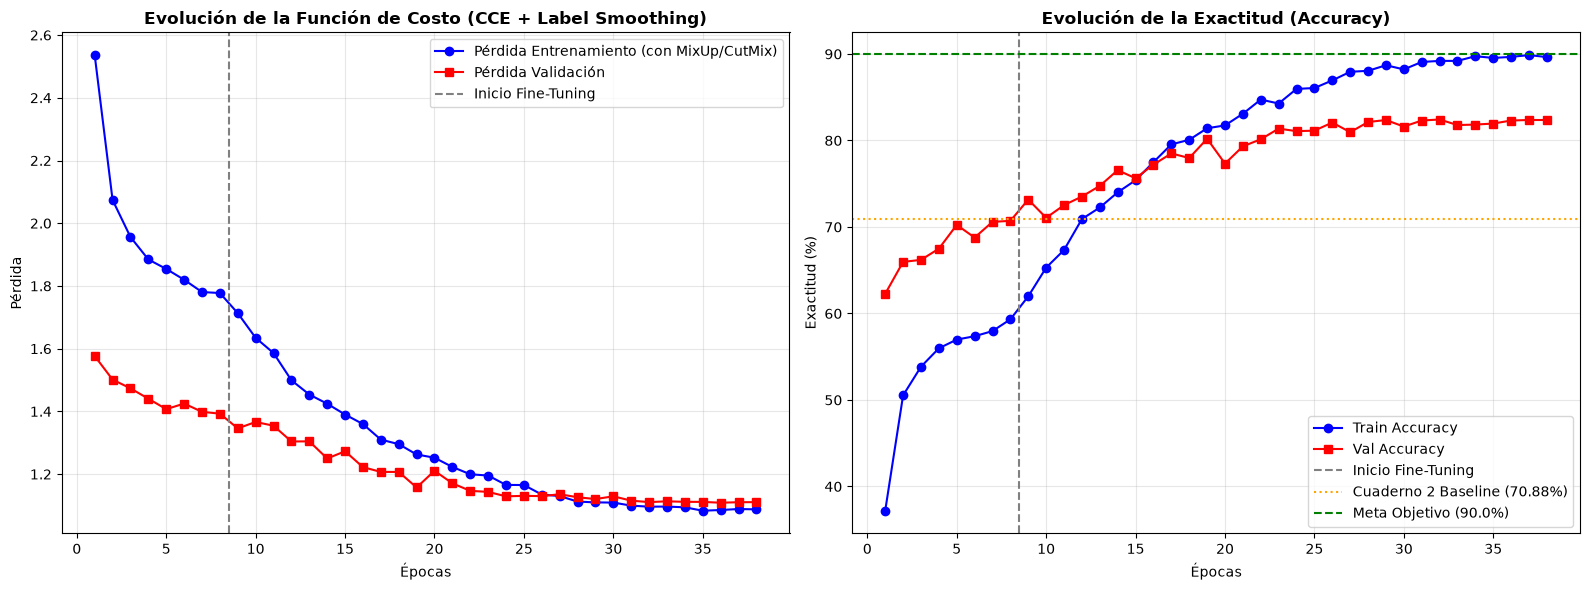 Evolución de la Función de Costo (CCE + Label Smoothing)
Pérdida
2.6
2.4
2.2
2.0
1.8
1.6
1.4
1.2
Pérdida Entrenamiento (con MixUp/CutMix)
Pérdida Validación
Inicio Fine-Tuning
0 5 10 15 20 25 30 35
Épocas
Evolución de la Exactitud (Accuracy)
Exactitud (%)
90
80
70
60
50
40
Train Accuracy
Val Accuracy
Inicio Fine-Tuning
Cuaderno 2 Baseline (70.88%)
Meta Objetivo (90.0%)
0 5 10 15 20 25 30 35
Épocas